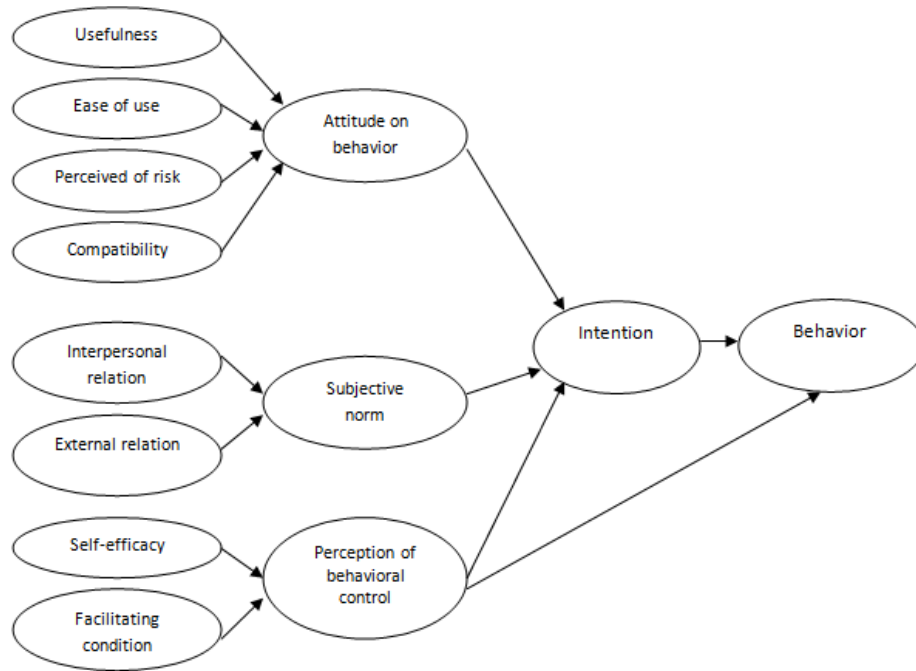 Usefulness
Ease of use
Perceived of risk
Compatibility
Attitude on
behavior
Interpersonal
relation
External relation
Subjective
norm
Self-efficacy
Facilitating
condition
Perception of
behavioral
control
Intention
Behavior